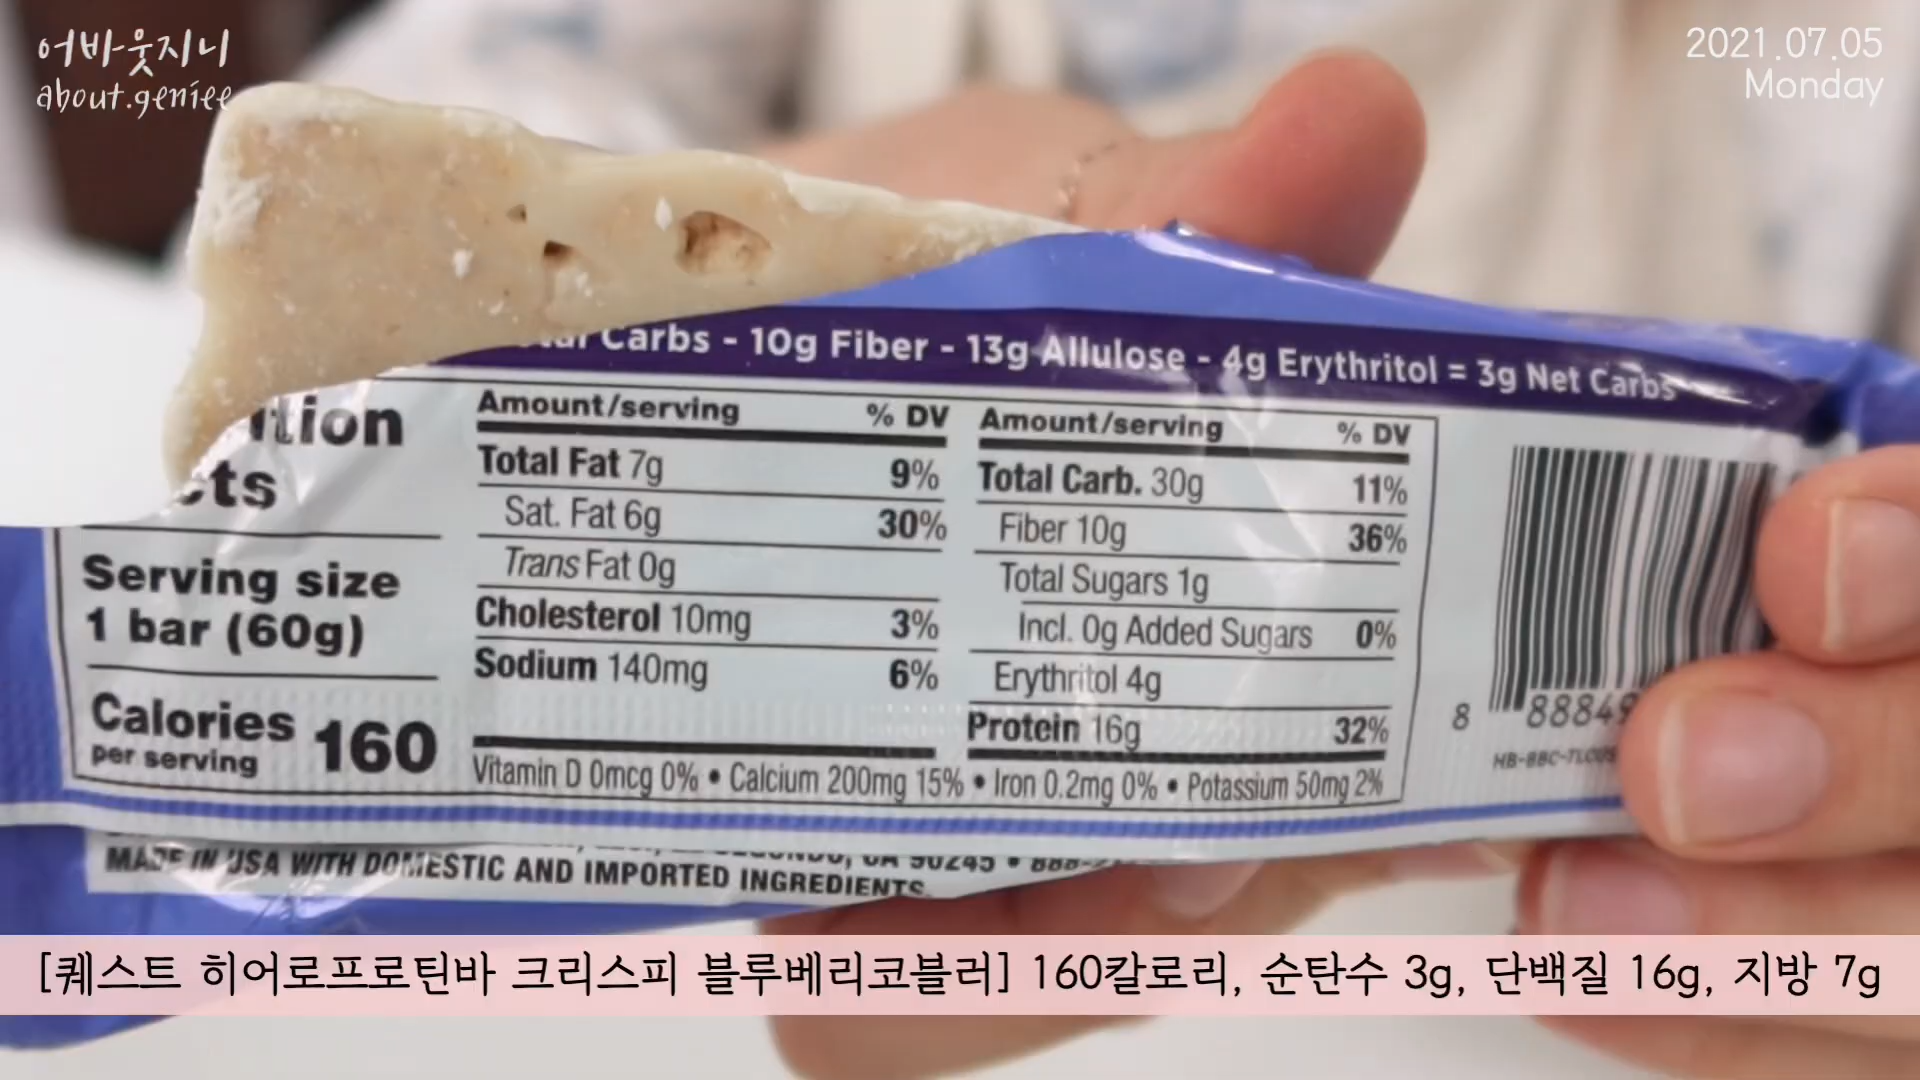 어바웃지니
about.geniee
2021.07.05
Monday
Carbs - 10g Fiber - 13g Allulose - 4g Erythritol = 3g Net Carbs
Serving size
1 bar (60g)
Calories 160
per serving
Amount/serving % DV
Total Fat 7g 9%
Sat. Fat 6g 30%
Trans Fat 0g
Cholesterol 10mg 3%
Sodium 140mg 6%
Amount/serving % DV
Total Carb. 30g 11%
Fiber 10g 36%
Total Sugars 1g
Incl. 0g Added Sugars 0%
Erythritol 4g
Protein 16g 32%
Vitamin D 0mcg 0% • Calcium 200mg 15% • Iron 0.2mg 0% • Potassium 50mg 2%
8 88849
CA 90245 •
MADE IN USA WITH DOMESTIC AND IMPORTED INGREDIENTS.
[퀘스트 히어로프로틴바 크리스피 블루베리코블러] 160칼로리, 순탄수 3g, 단백질 16g, 지방 7g